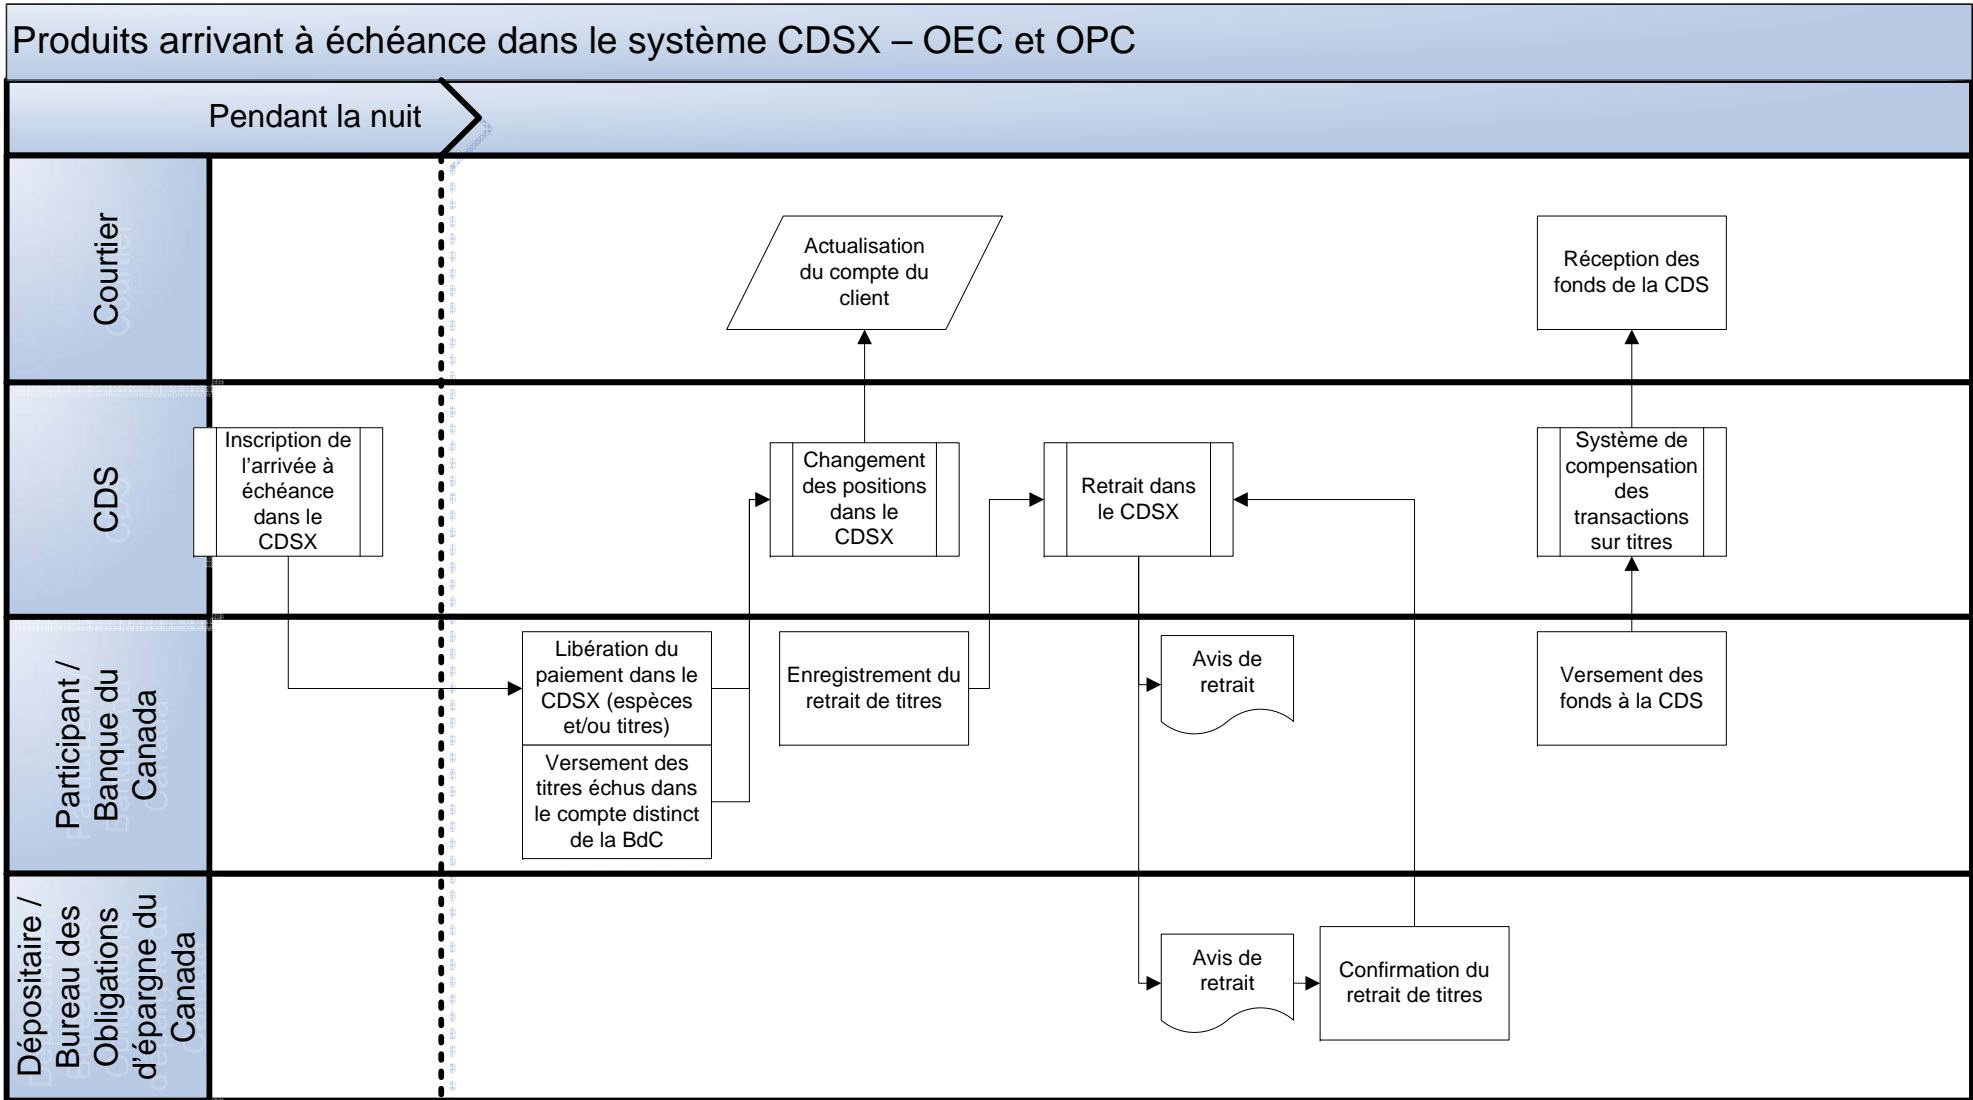 Produits arrivant à échéance dans le système CDSX – OEC et OPC
Pendant la nuit
Courtier
Actualisation
du compte du
client
Réception des
fonds de la CDS
CDS
Inscription de
l'arrivée à
échéance
dans le
CDSX
Changement
des positions
dans le
CDSX
Retrait dans
le CDSX
Système de
compensation
des
transactions
sur titres
Participant /
Banque du
Canada
Libération du
paiement dans le
CDSX (espèces
et/ou titres)
Versement des
titres échus dans
le compte distinct
de la BdC
Enregistrement du
retrait de titres
Avis de
retrait
Versement des
fonds à la CDS
Dépositaire /
Bureau des
Obligations
d'épargne du
Canada
Avis de
retrait
Confirmation du
retrait de titres